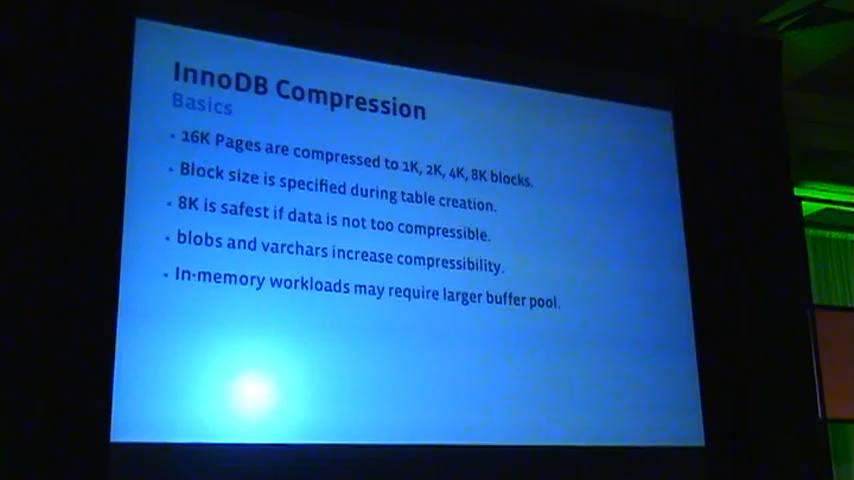 InnoDB Compression
Basics
· 16K Pages are compressed to 1K, 2K, 4K, 8K blocks.
· Block size is specified during table creation.
· 8K is safest if data is not too compressible.
· blobs and varchars increase compressibility.
· In-memory workloads may require larger buffer pool.